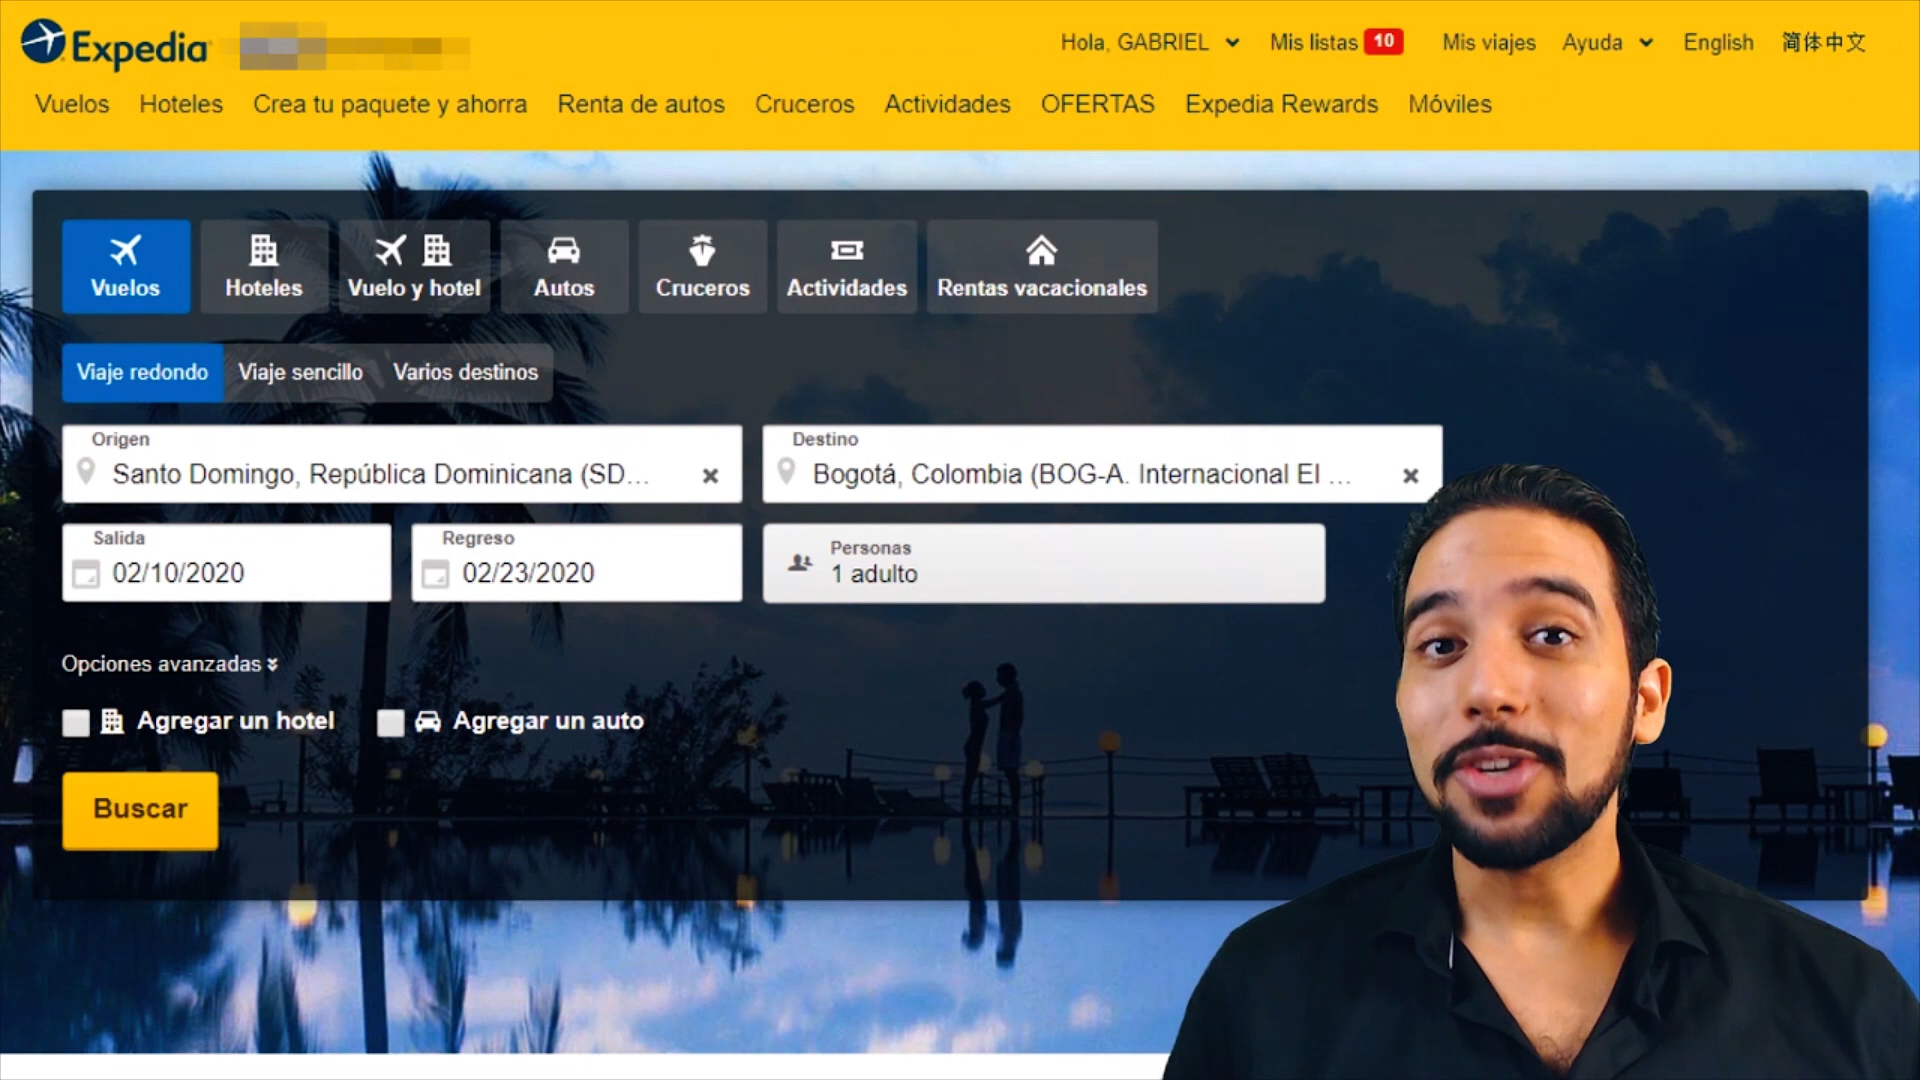 Expedia
Hola, GABRIEL
Mis listas 10
Mis viajes
Ayuda
English
简体中文
Vuelos
Hoteles
Crea tu paquete y ahorra
Renta de autos
Cruceros
Actividades
OFERTAS
Expedia Rewards
Móviles
Vuelos
Hoteles
Vuelo y hotel
Autos
Cruceros
Actividades
Rentas vacacionales
Viaje redondo
Viaje sencillo
Varios destinos
Origen
Santo Domingo, República Dominicana (SD...
Destino
Bogotá, Colombia (BOG-A. Internacional El ...
Salida
02/10/2020
Regreso
02/23/2020
Personas
1 adulto
Opciones avanzadas
Agregar un hotel
Agregar un auto
Buscar